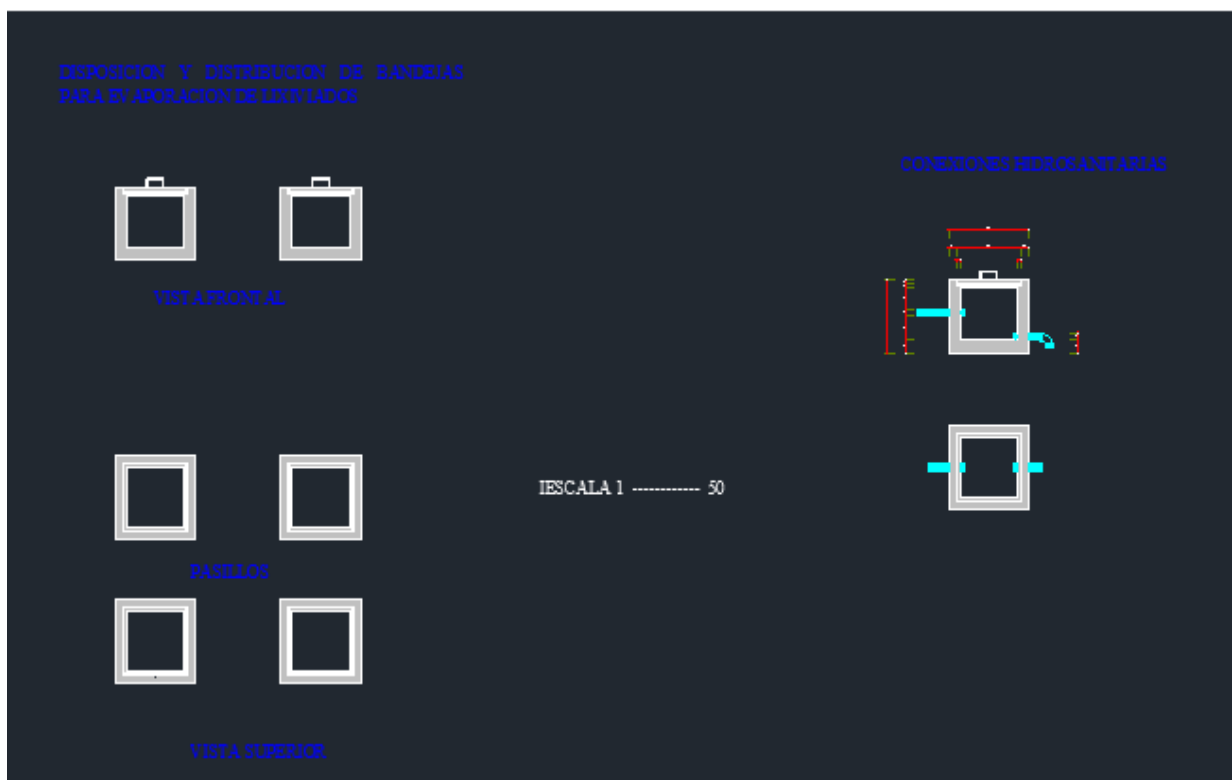 DISPOSICION Y DISTRIBUCION DE BANDEJAS
PARA EVAPORACION DE LIXIVIADOS
CONEXIONES HIDROSANITARIAS
VISTA FRONTAL
IESCALA 1 ------------ 50
PASILLOS
VISTA SUPERIOR